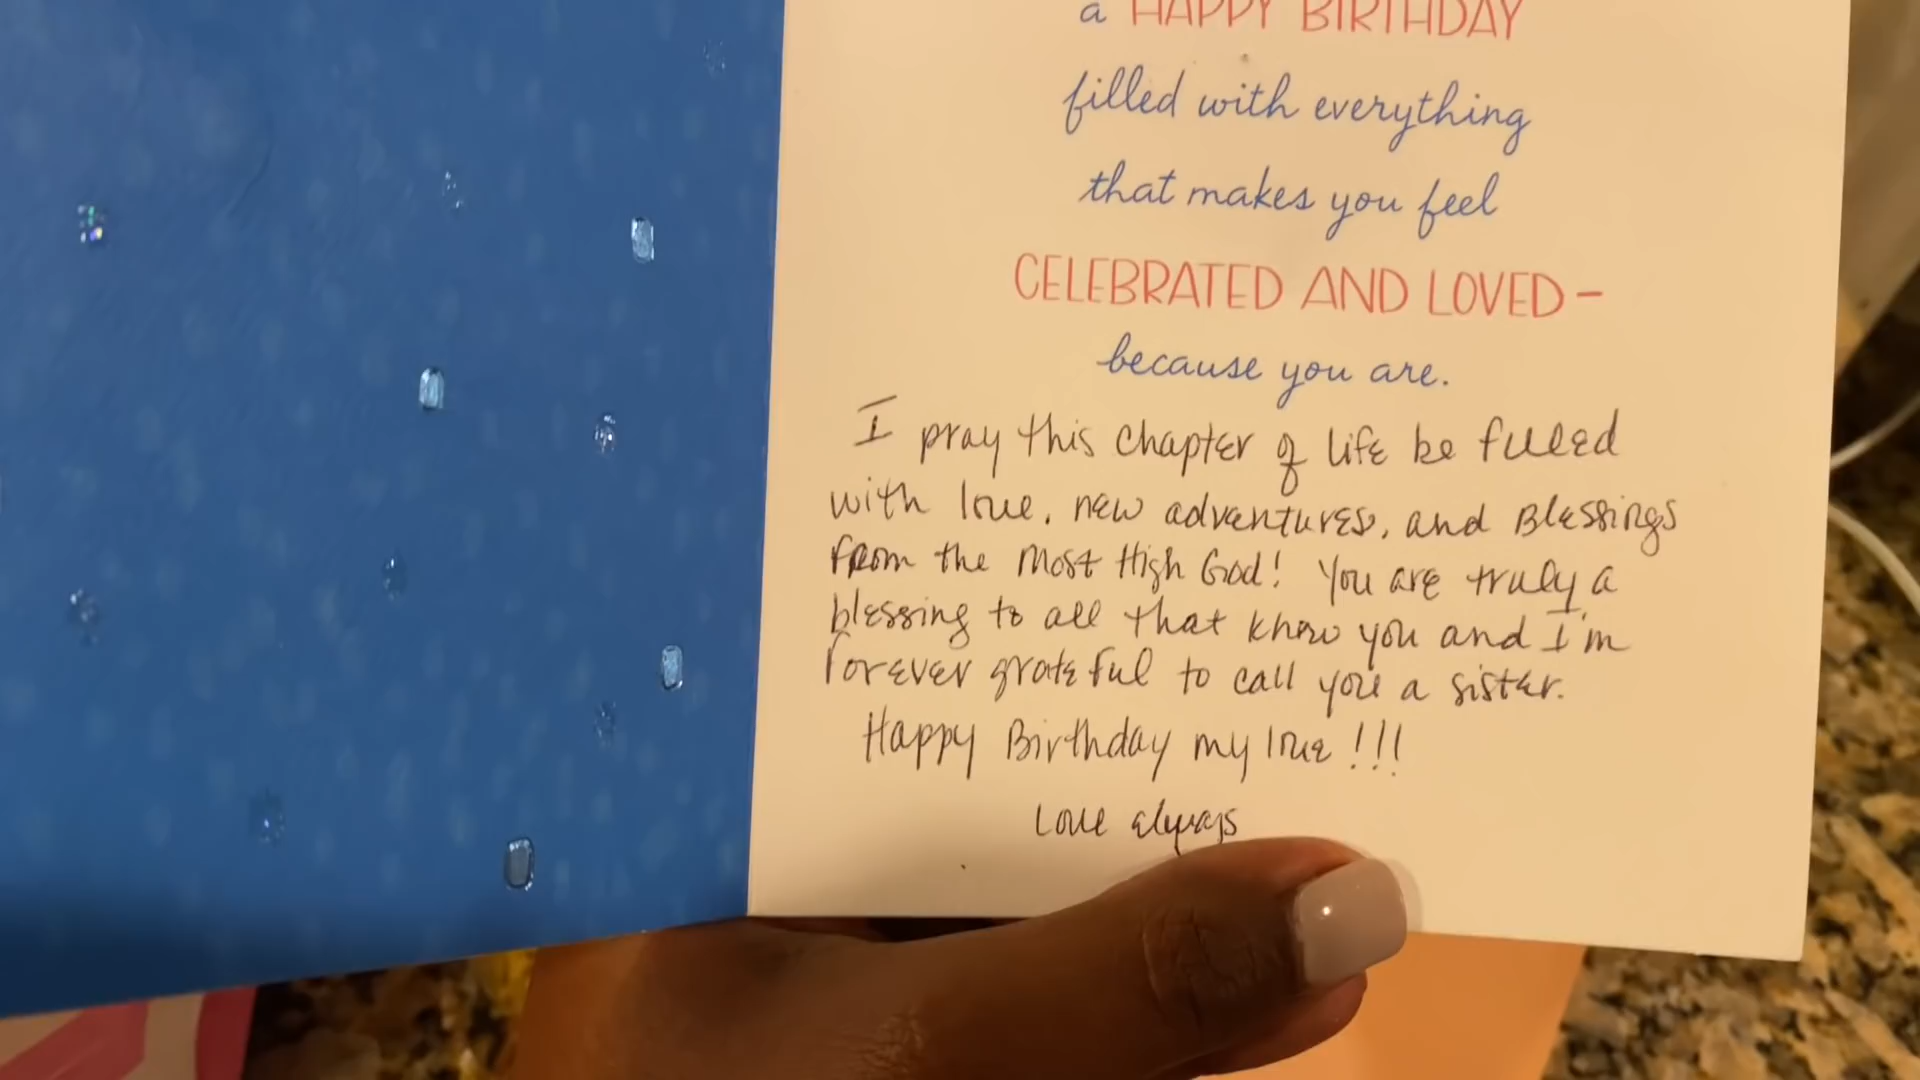 a HAPPY BIRTHDAY
filled with everything
that makes you feel
CELEBRATED AND LOVED-
because you are.
I pray this chapter of life be filled
with love, new adventures, and Blessings
from the Most High God! You are truly a
blessing to all that know you and I'm
forever grateful to call you a sister.
Happy Birthday my love!!!
Love always